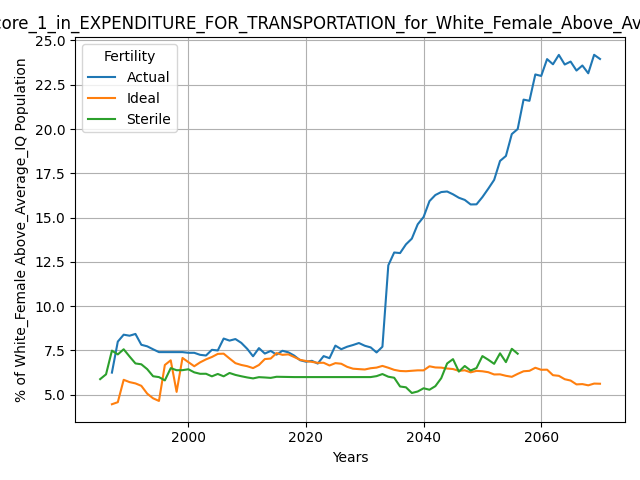 core_1_in_EXPENDITURE_FOR_TRANSPORTATION_for_White_Female_Above_Av
Fertility
Actual
Ideal
Sterile
% of White_Female Above_Average_IQ Population
25.0
22.5
20.0
17.5
15.0
12.5
10.0
7.5
5.0
2000
2020
2040
2060
Years